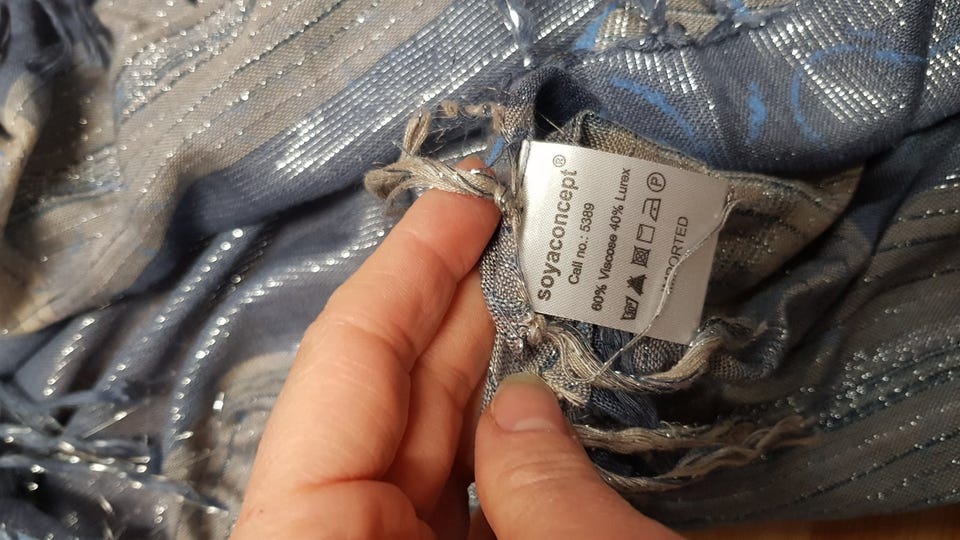 soyaconcept®
Call no.: 5389
60% Viscose 40% Lurex
P
IMPORTED